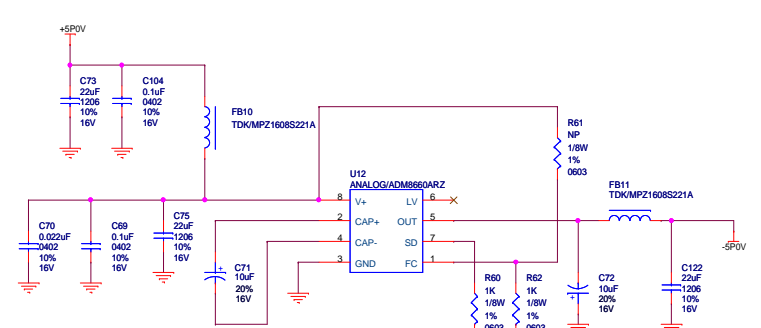 +5P0V
C73
22uF
1206
10%
16V
C104
0.1uF
0402
10%
16V
FB10
TDK/MPZ1608S221A
R61
NP
1/8W
1%
0603
U12
ANALOG/ADM8660ARZ
8 V+ LV 6
2 CAP+ OUT 5
4 CAP- SD 7
3 GND FC 1
FB11
TDK/MPZ1608S221A
-5P0V
C70
0.022uF
0402
10%
16V
C69
0.1uF
0402
10%
16V
C75
22uF
1206
10%
16V
C71
10uF
20%
16V
R60
1K
1/8W
1%
0603
R62
1K
1/8W
1%
0603
C72
10uF
20%
16V
C122
22uF
1206
10%
16V